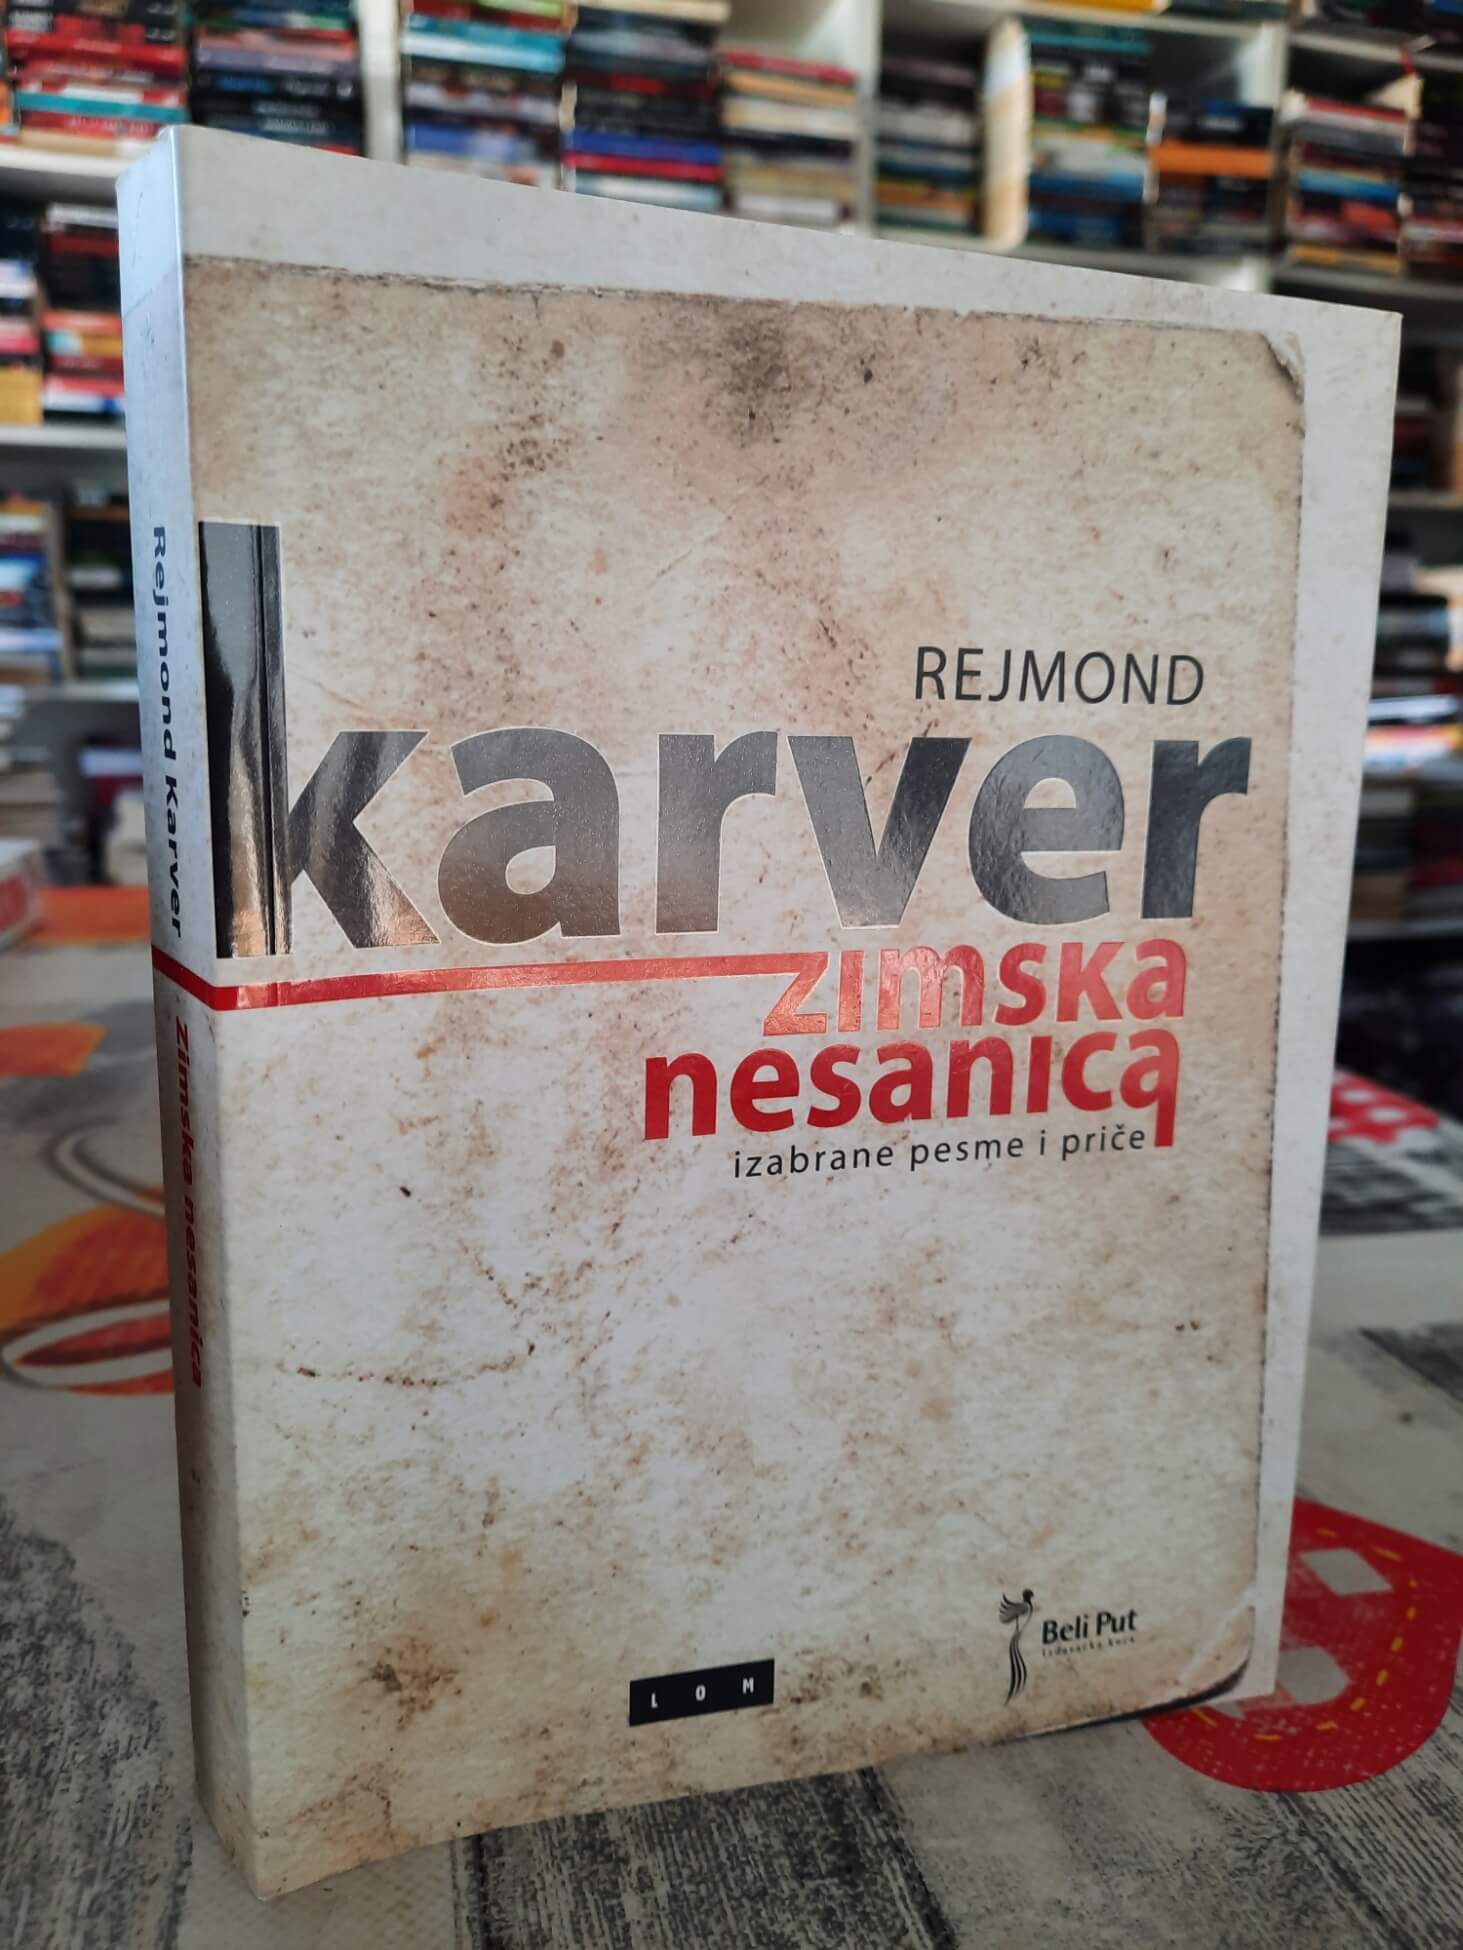 Rejmond Karver
zimska nesanica
REJMOND
karver
zimska
nesanica
izabrane pesme i priče
LOM
Beli Put